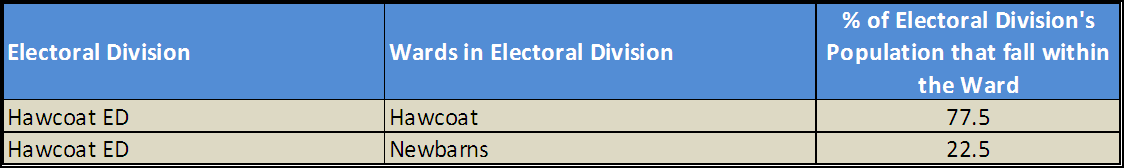 Electoral Division Wards in Electoral Division % of Electoral Division's
Population that fall within
the Ward
Hawcoat ED Hawcoat 77.5
Hawcoat ED Newbarns 22.5